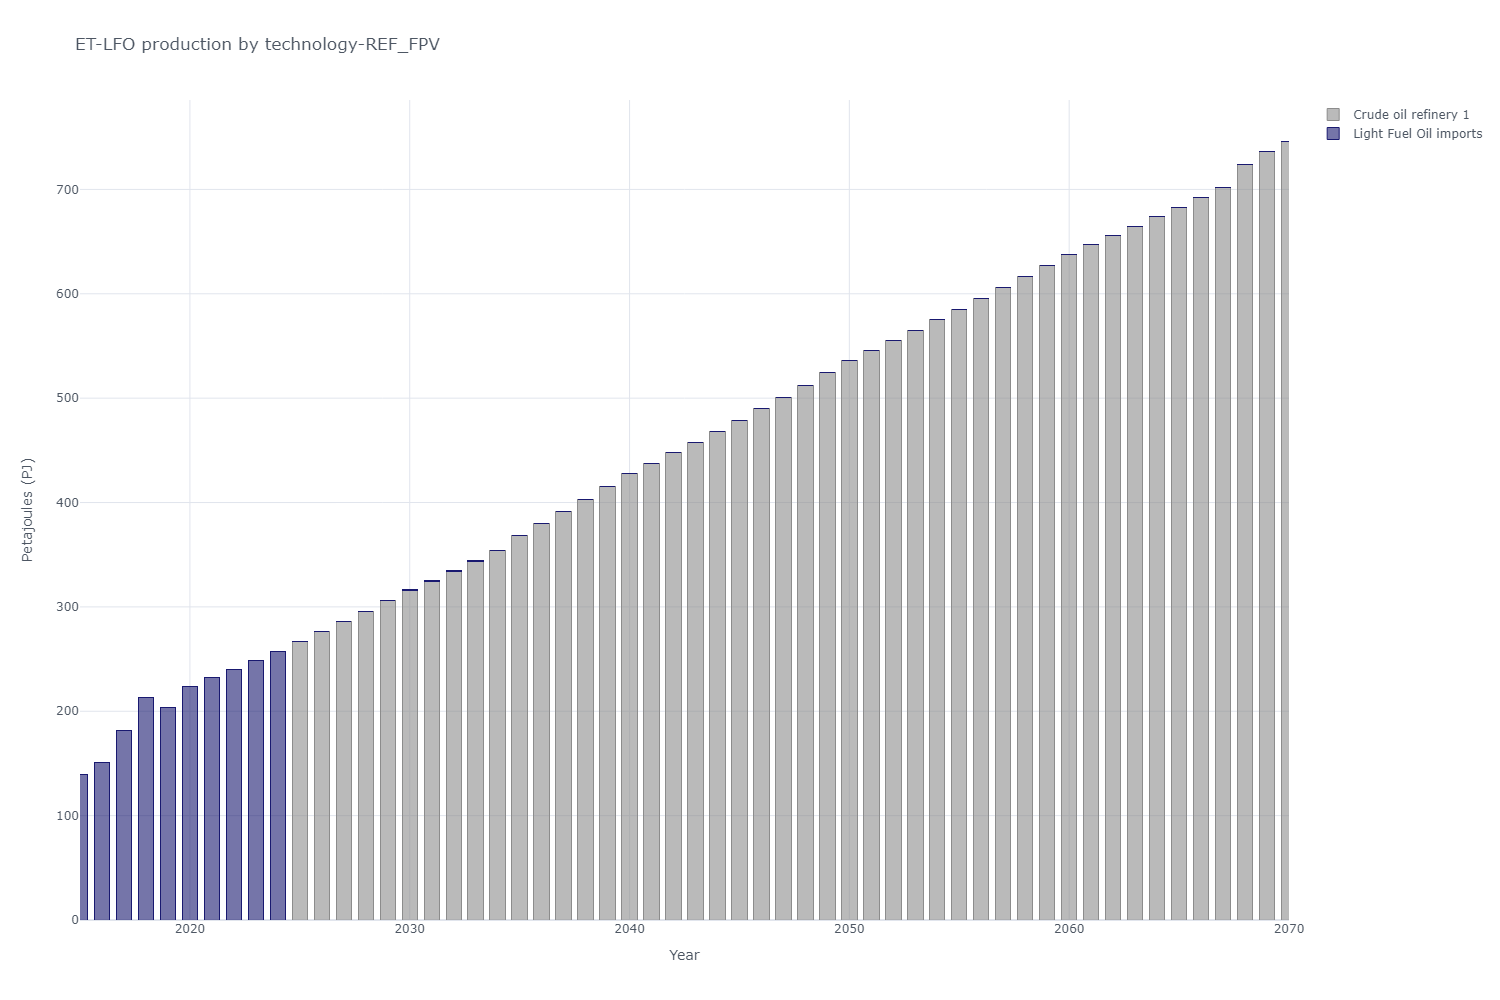 ET-LFO production by technology-REF_FPV
Crude oil refinery 1
Light Fuel Oil imports
700
600
500
400
300
200
100
0
Petajoules (PJ)
2020
2030
2040
2050
2060
2070
Year